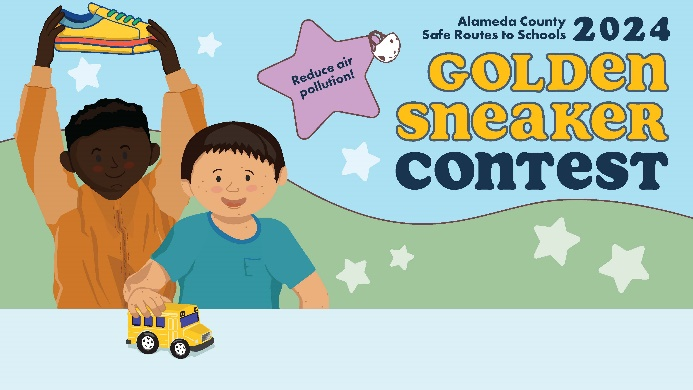 Reduce air
pollution!
Alameda County
Safe Routes to Schools 2024
GOLDEN
SNEAKER
CONTEST